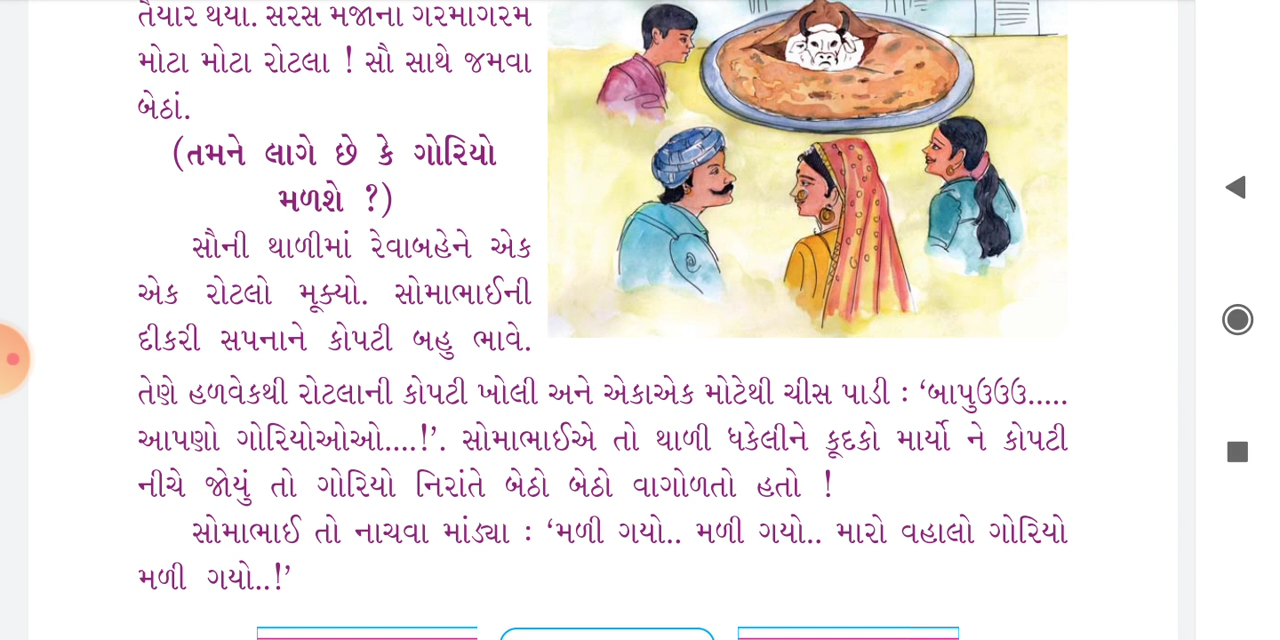 તૈયાર થયા. સરસ મજાના ગરમાગરમ
મોટા મોટા રોટલા ! સૌ સાથે જમવા
બેઠાં.
(તમને લાગે છે કે ગોરિયો
મળશે ?)
સૌની થાળીમાં રેવાબહેને એક
એક રોટલો મૂક્યો. સોમાભાઈની
દીકરી સપનાને કોપટી બહુ ભાવે.
તેણે હળવેકથી રોટલાની કોપટી ખોલી અને એકાએક મોટેથી ચીસ પાડી : ‘બાપુઉઉઉ.....
આપણો ગોરિયોઓઓ....!’. સોમાભાઈએ તો થાળી ધકેલીને કૂદકો માર્યો ને કોપટી
નીચે જોયું તો ગોરિયો નિરાંતે બેઠો બેઠો વાગોળતો હતો !
સોમાભાઈ તો નાચવા માંડ્યા : ‘મળી ગયો.. મળી ગયો.. મારો વહાલો ગોરિયો
મળી ગયો..!’